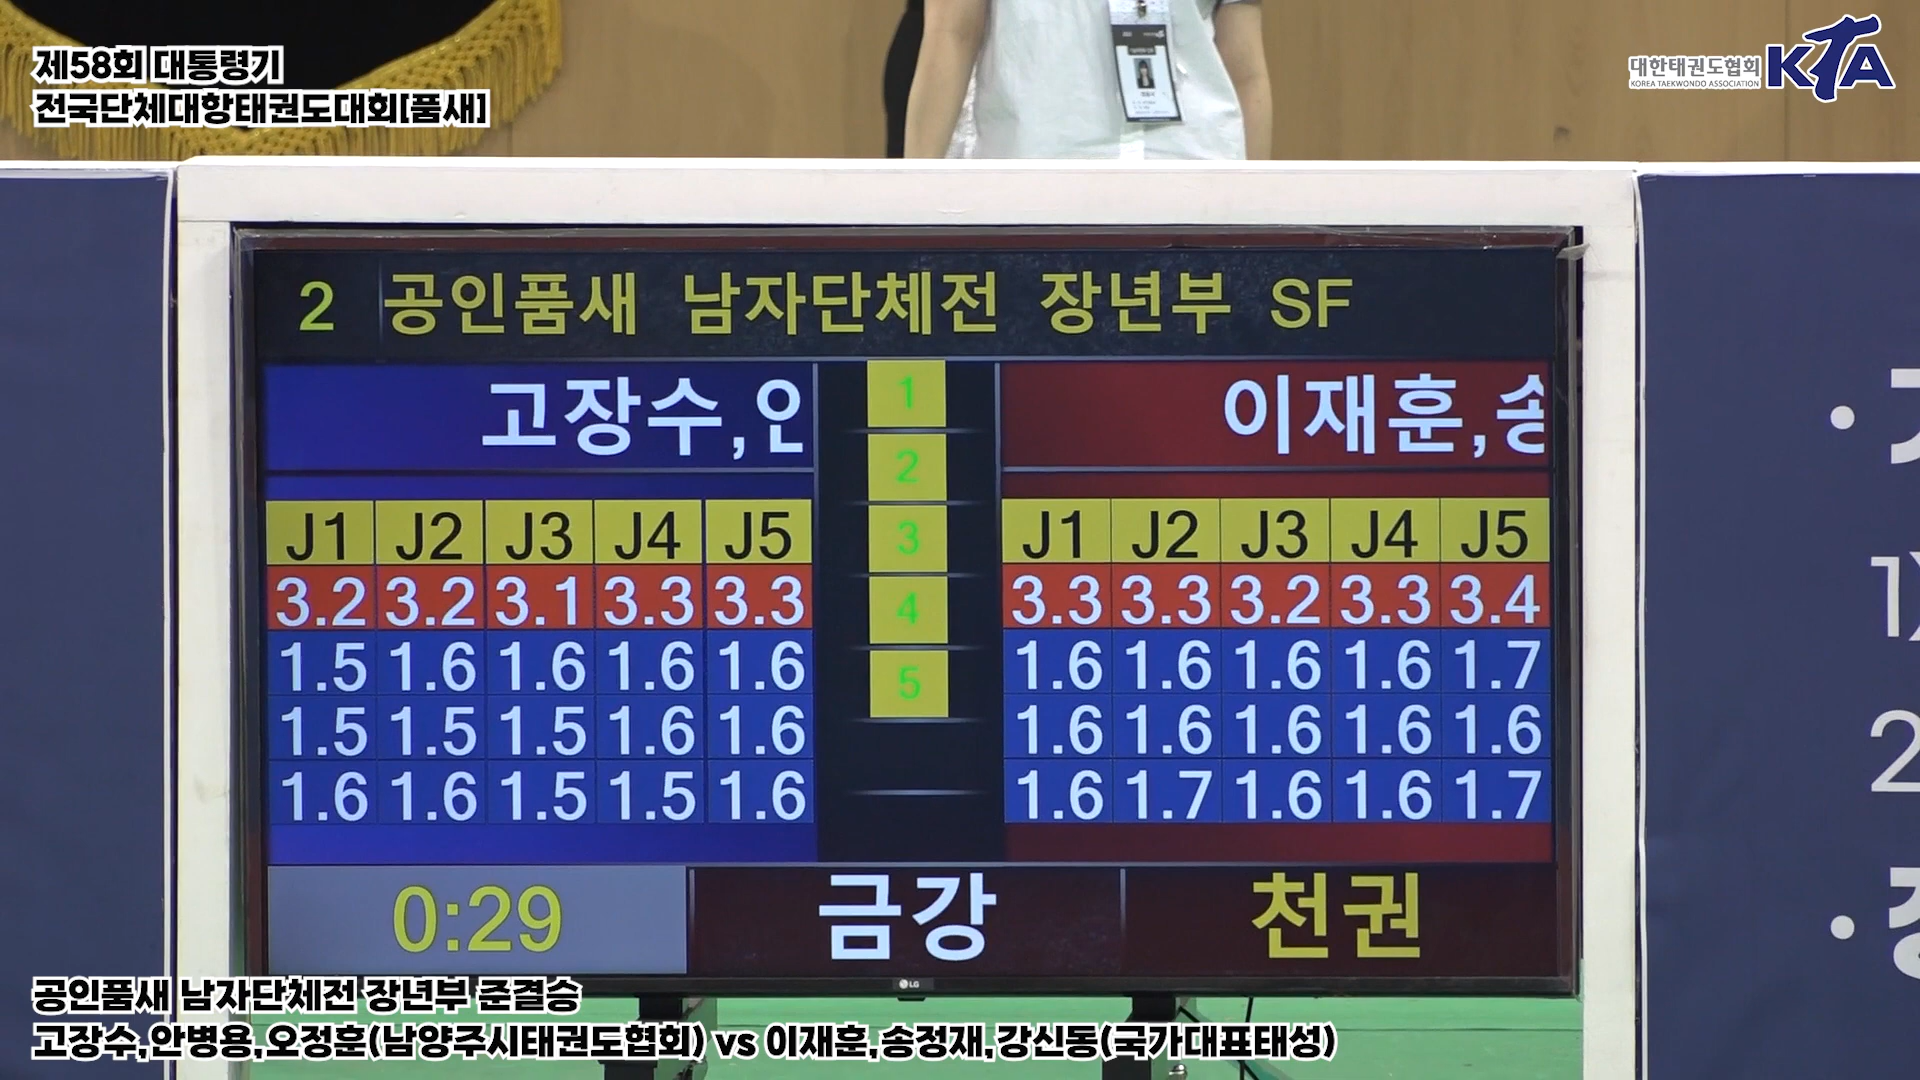 제58회 대통령기
전국단체대항태권도대회[품새]
대한태권도협회 KTA
KOREA TAEKWONDO ASSOCIATION
2 공인품새 남자단체전 장년부 SF
고장수,안
이재훈,송
1
2
3
4
5
J1 J2 J3 J4 J5
3.2 3.2 3.1 3.3 3.3
1.5 1.6 1.6 1.6 1.6
1.5 1.5 1.5 1.6 1.6
1.6 1.6 1.5 1.5 1.6
J1 J2 J3 J4 J5
3.3 3.3 3.2 3.3 3.4
1.6 1.6 1.6 1.6 1.7
1.6 1.6 1.6 1.6 1.6
1.6 1.7 1.6 1.6 1.7
0:29 금강 천권
LG
1)
2
공인품새 남자단체전 장년부 준결승
고장수,안병용,오정훈(남양주시태권도협회) vs 이재훈,송정재,강신동(국가대표태성)